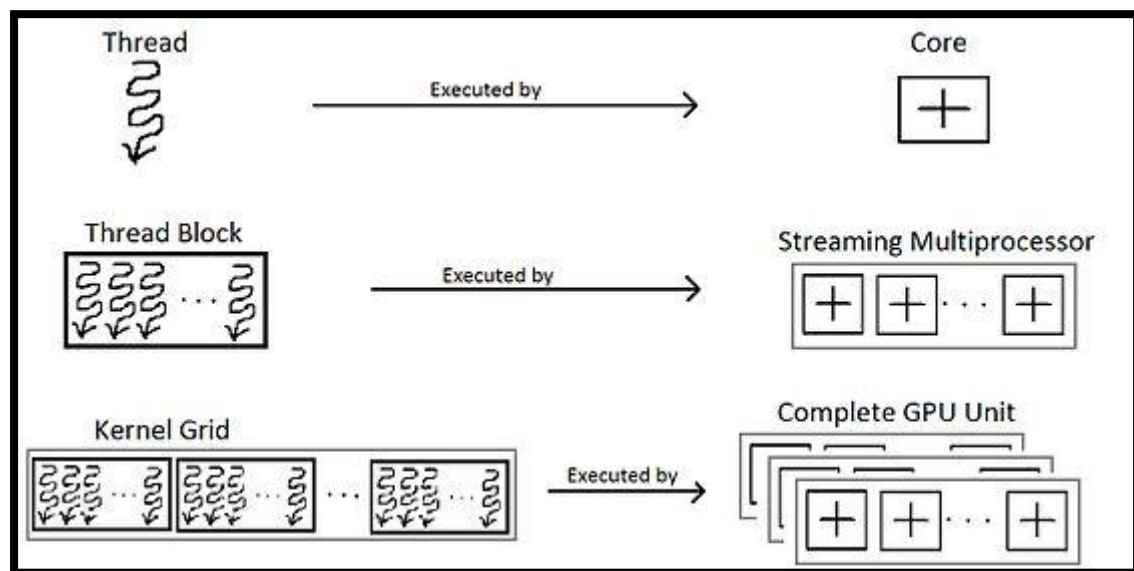 Thread
Core
Executed by
Thread Block
Streaming Multiprocessor
Executed by
Kernel Grid
Complete GPU Unit
Executed by